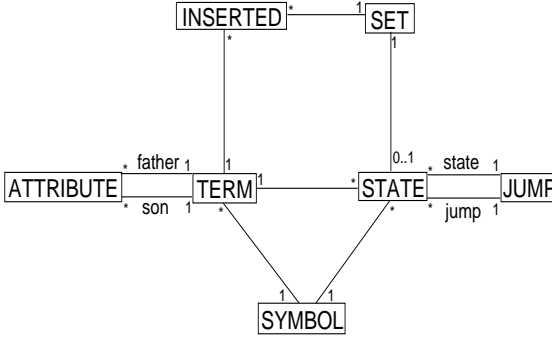 INSERTED * 1 SET
* 1
1 0..1
ATTRIBUTE * father 1 TERM 1 * STATE * state 1 JUMP
* son 1 * * * jump 1
1 1
SYMBOL